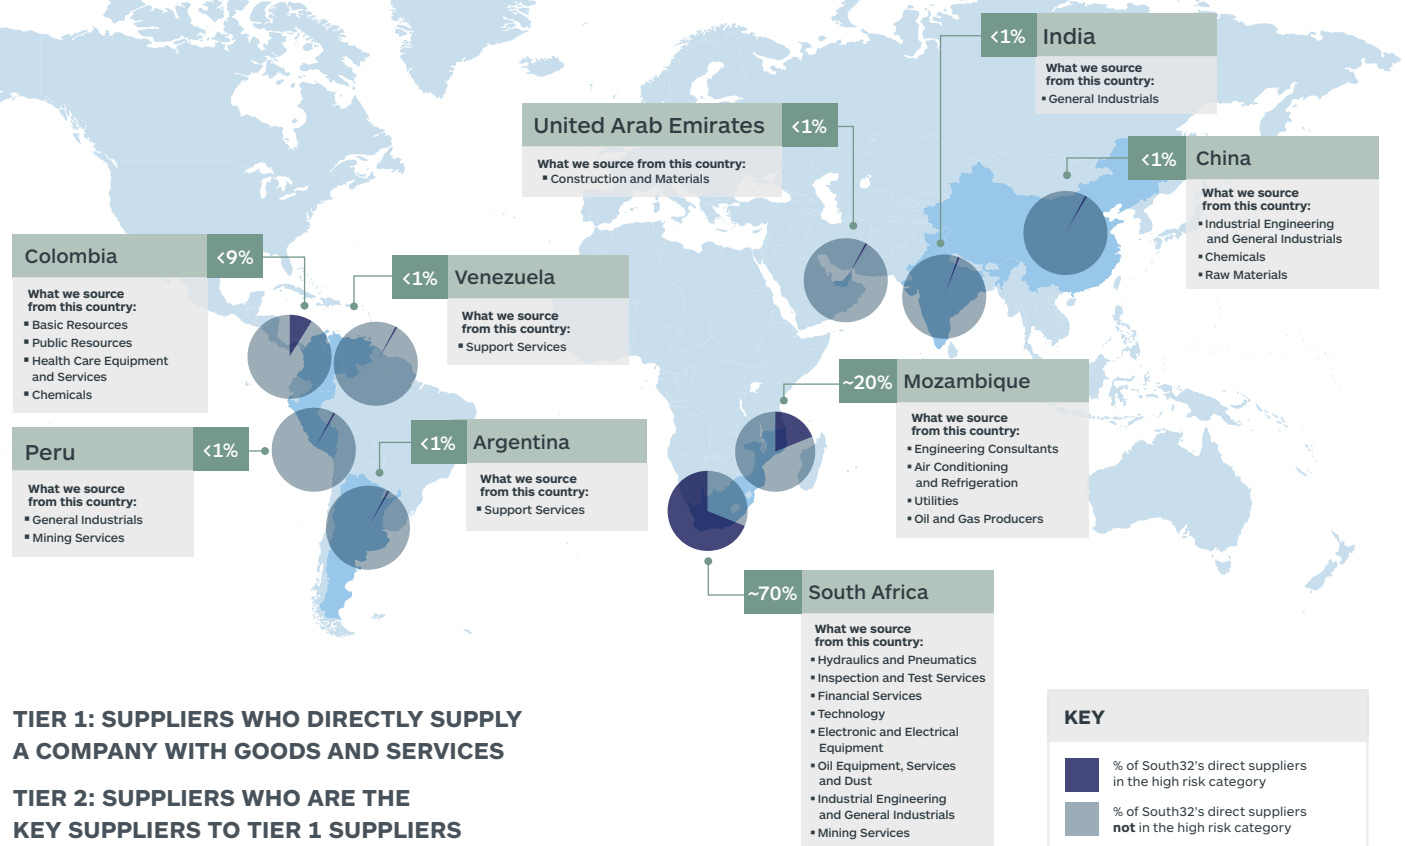 <1% India
What we source
from this country:
▪ General Industrials
United Arab Emirates <1%
What we source from this country:
▪ Construction and Materials
<1% China
What we source
from this country:
▪ Industrial Engineering
and General Industrials
▪ Chemicals
▪ Raw Materials
Colombia <9%
What we source
from this country:
▪ Basic Resources
▪ Public Resources
▪ Health Care Equipment
and Services
▪ Chemicals
<1% Venezuela
What we source
from this country:
▪ Support Services
~20% Mozambique
What we source
from this country:
▪ Engineering Consultants
▪ Air Conditioning
and Refrigeration
▪ Utilities
▪ Oil and Gas Producers
Peru <1%
What we source
from this country:
▪ General Industrials
▪ Mining Services
<1% Argentina
What we source
from this country:
▪ Support Services
~70% South Africa
What we source
from this country:
▪ Hydraulics and Pneumatics
▪ Inspection and Test Services
▪ Financial Services
▪ Technology
▪ Electronic and Electrical
Equipment
▪ Oil Equipment, Services
and Dust
▪ Industrial Engineering
and General Industrials
▪ Mining Services
TIER 1: SUPPLIERS WHO DIRECTLY SUPPLY
A COMPANY WITH GOODS AND SERVICES
TIER 2: SUPPLIERS WHO ARE THE
KEY SUPPLIERS TO TIER 1 SUPPLIERS
KEY
% of South32's direct suppliers
in the high risk category
% of South32's direct suppliers
not in the high risk category